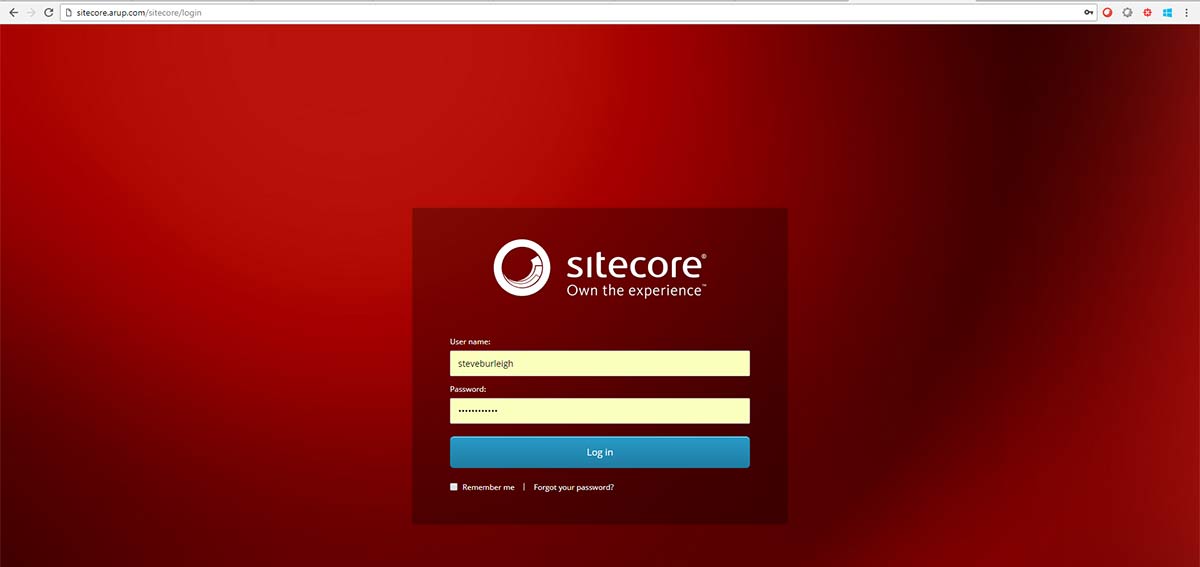 sitecore.arup.com/sitecore/login
sitecore®
Own the experience™
User name:
steveburleigh
Password:
••••••••••••
Log in
Remember me | Forgot your password?